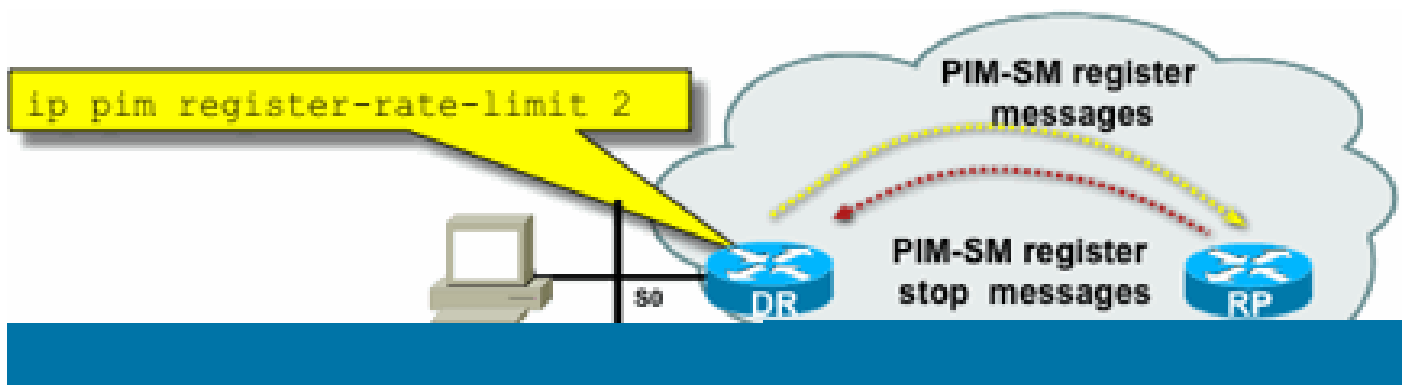 ip pim register-rate-limit 2
PIM-SM register
messages
PIM-SM register
stop messages
S0
DR
RP